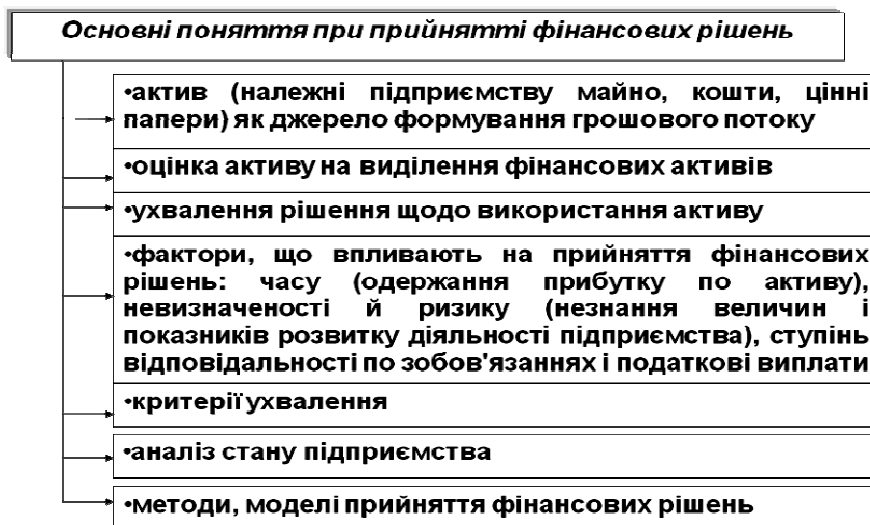 Основні поняття при прийнятті фінансових рішень
•актив (належні підприємству майно, кошти, цінні
папери) як джерело формування грошового потоку
•оцінка активу на виділення фінансових активів
•ухвалення рішення щодо використання активу
•фактори, що впливають на прийняття фінансових
рішень: часу (одержання прибутку по активу),
невизначеності й ризику (незнання величин і
показників розвитку діяльності підприємства), ступінь
відповідальності по зобов'язаннях і податкові виплати
•критерії ухвалення
•аналіз стану підприємства
•методи, моделі прийняття фінансових рішень